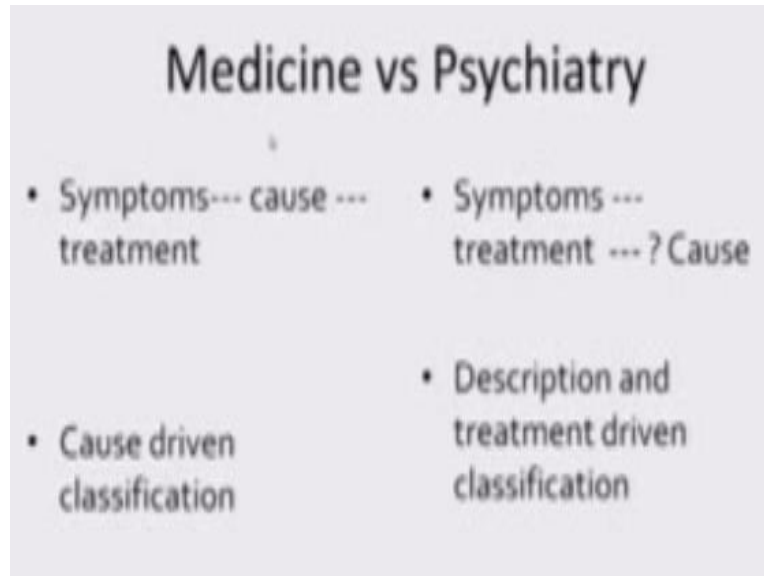 Medicine vs Psychiatry
• Symptoms--- cause ---
treatment
• Cause driven
classification
• Symptoms ---
treatment --- ? Cause
• Description and
treatment driven
classification